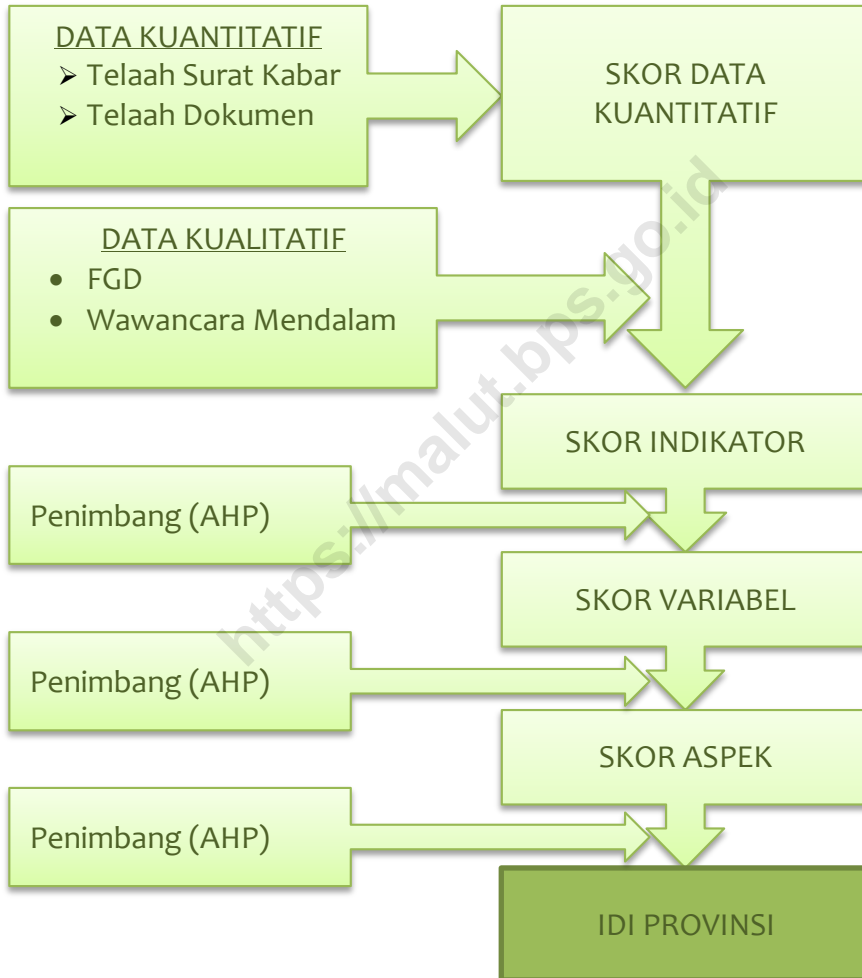 DATA KUANTITATIF
➢ Telaah Surat Kabar
➢ Telaah Dokumen
SKOR DATA
KUANTITATIF
DATA KUALITATIF
• FGD
• Wawancara Mendalam
SKOR INDIKATOR
Penimbang (AHP)
SKOR VARIABEL
Penimbang (AHP)
SKOR ASPEK
Penimbang (AHP)
IDI PROVINSI
https://malut.bps.go.id